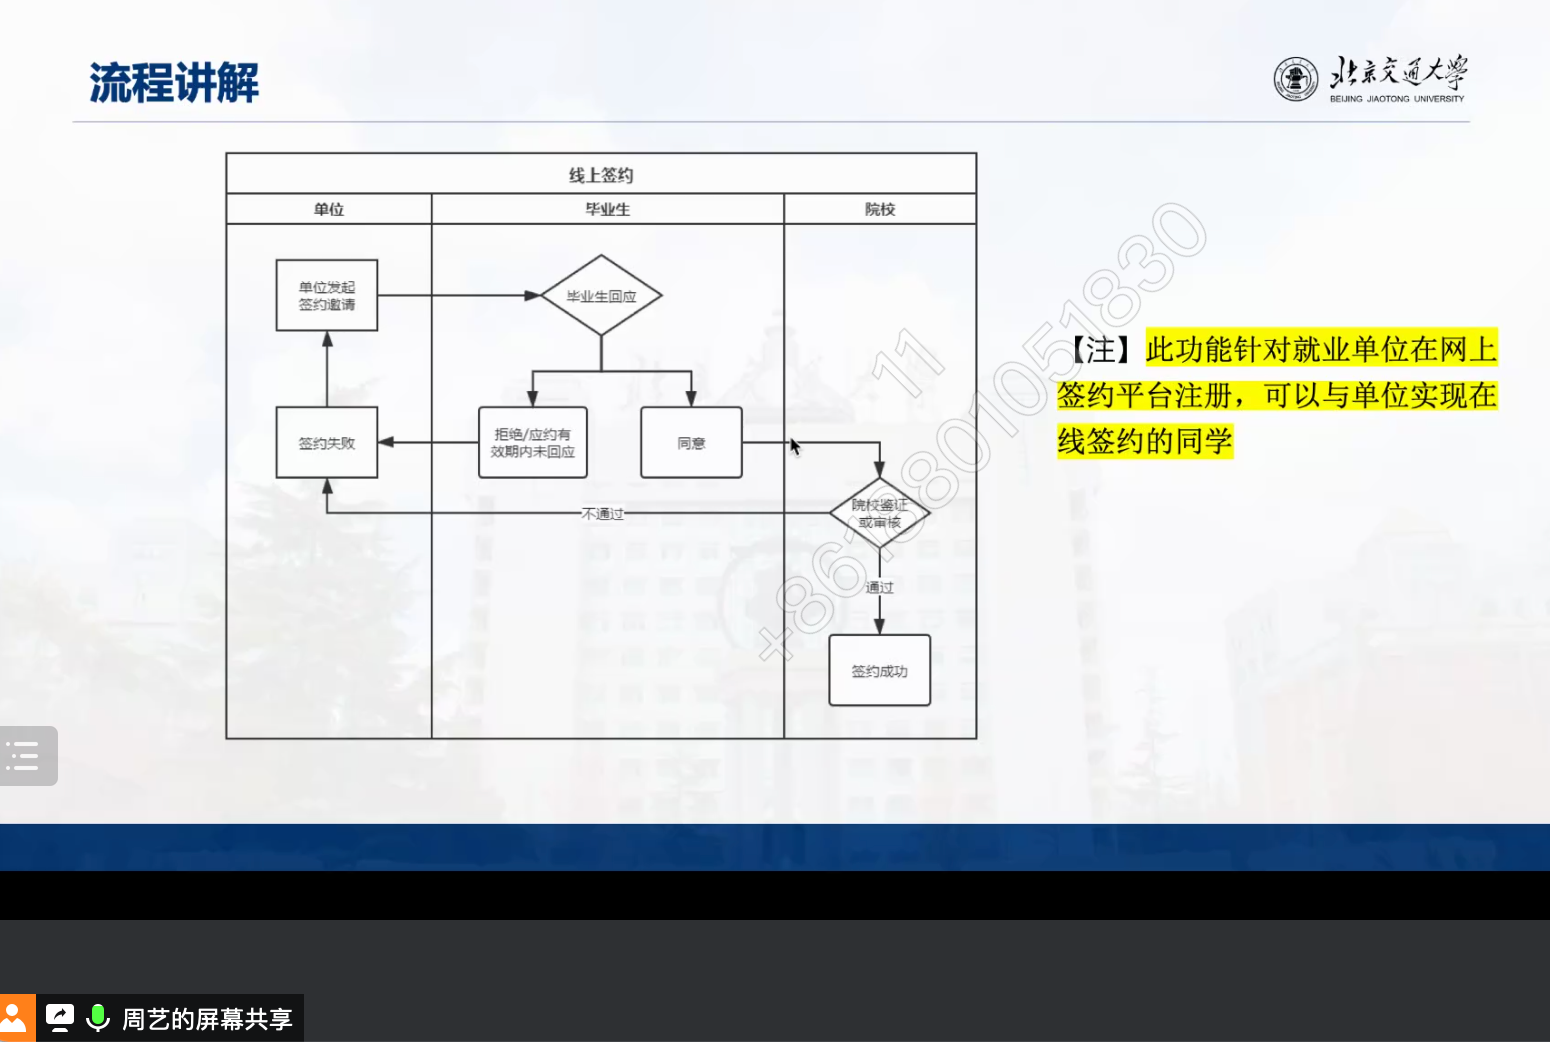 流程讲解
北京交通大学
BEIJING JIAOTONG UNIVERSITY
线上签约
单位
毕业生
院校
单位发起
签约邀请
毕业生回应
签约失败
拒绝/应约有
效期内未回应
同意
不通过
院校鉴证
或审核
通过
签约成功
【注】此功能针对就业单位在网上
签约平台注册，可以与单位实现在
线签约的同学
11
+8618801051830
周艺的屏幕共享